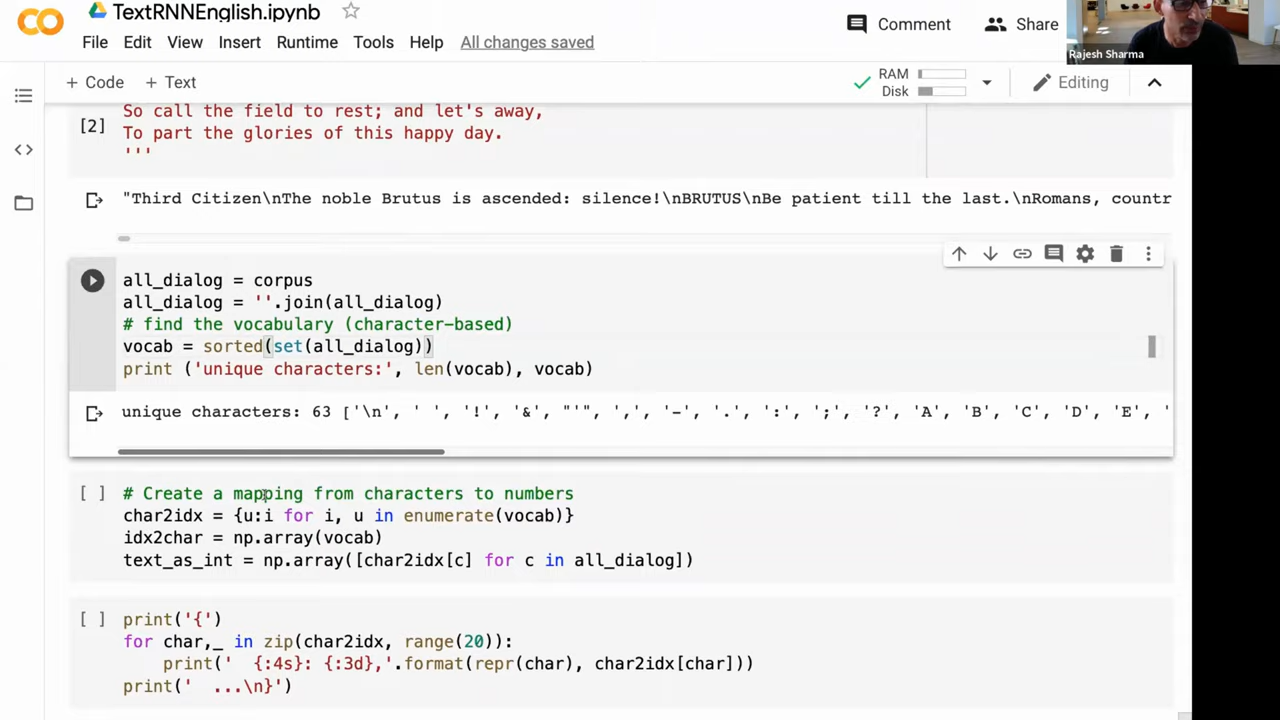 TextRNNEnglish.ipynb
File Edit View Insert Runtime Tools Help All changes saved
Comment Share
Rajesh Sharma
+ Code + Text
RAM
Disk
Editing
So call the field to rest; and let's away,
[2] To part the glories of this happy day.
'''
"Third Citizen\nThe noble Brutus is ascended: silence!\nBRUTUS\nBe patient till the last.\nRomans, countr
all_dialog = corpus
all_dialog = ''.join(all_dialog)
# find the vocabulary (character-based)
vocab = sorted(set(all_dialog))
print ('unique characters:', len(vocab), vocab)
unique characters: 63 ['\n', ' ', '!', '&', "'", ',', '-', '.', ':', ';', '?', 'A', 'B', 'C', 'D', 'E', '
[ ] # Create a mapping from characters to numbers
char2idx = {u:i for i, u in enumerate(vocab)}
idx2char = np.array(vocab)
text_as_int = np.array([char2idx[c] for c in all_dialog])
[ ] print('{')
for char,_ in zip(char2idx, range(20)):
    print('  {:4s}: {:3d},'.format(repr(char), char2idx[char]))
print('  ...\n}')